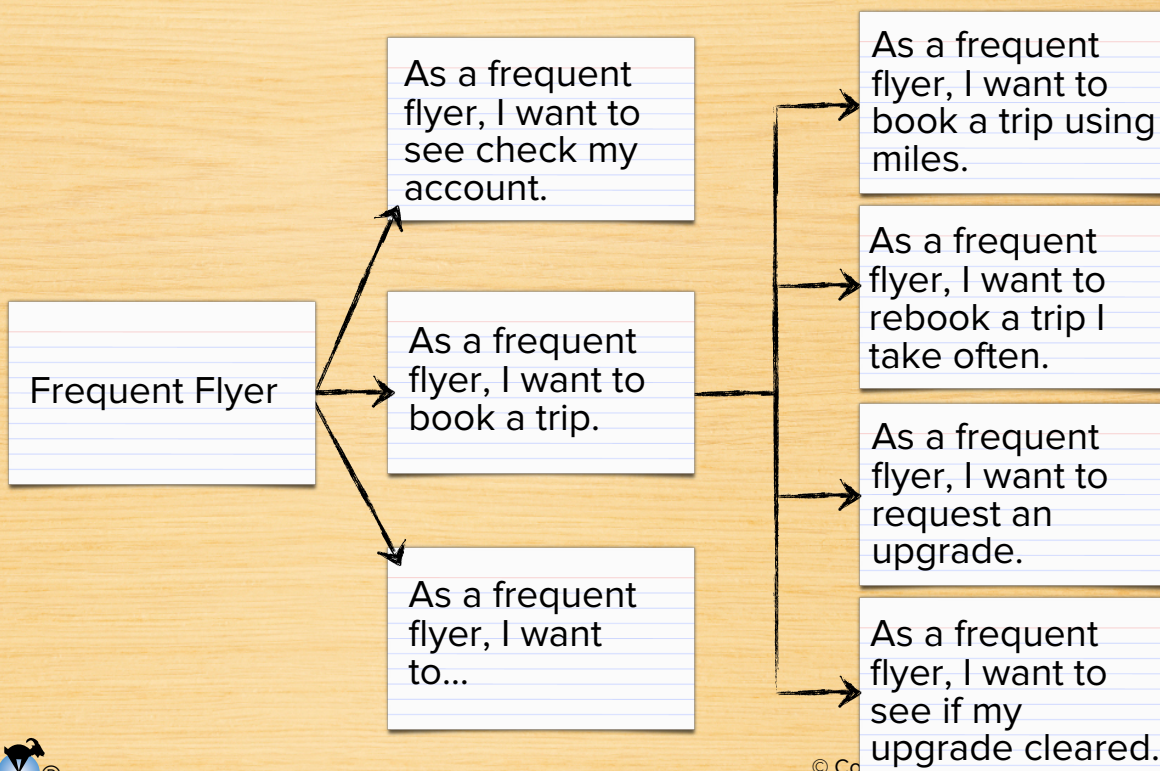 Frequent Flyer
As a frequent
flyer, I want to
see check my
account.
As a frequent
flyer, I want to
book a trip.
As a frequent
flyer, I want
to...
As a frequent
flyer, I want to
book a trip using
miles.
As a frequent
flyer, I want to
rebook a trip I
take often.
As a frequent
flyer, I want to
request an
upgrade.
As a frequent
flyer, I want to
see if my
upgrade cleared.
®
©